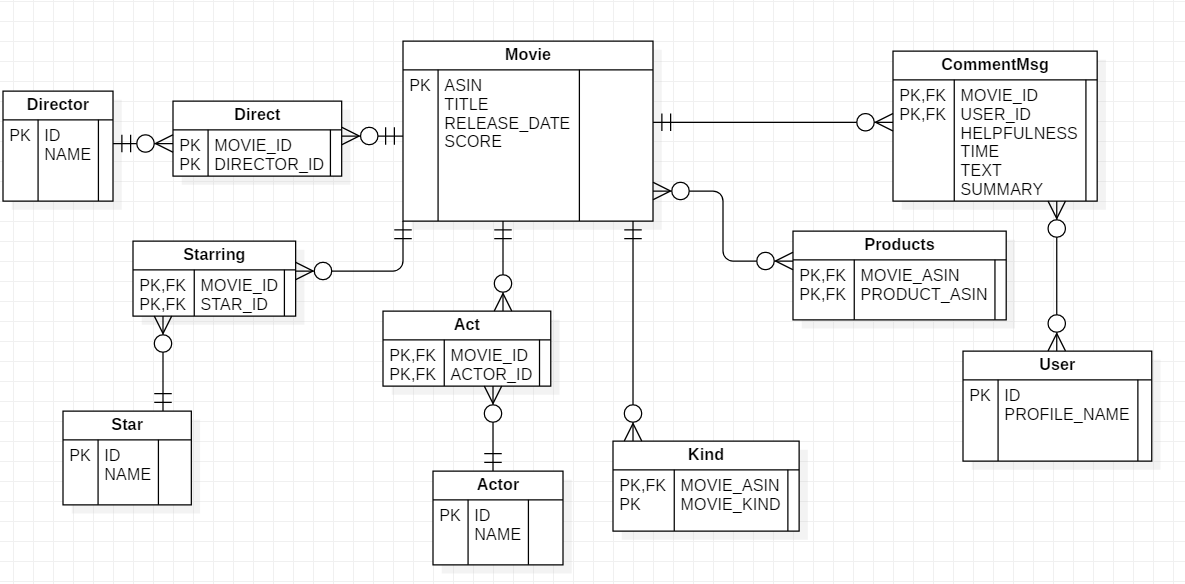 Movie
PK ASIN
TITLE
RELEASE_DATE
SCORE
CommentMsg
PK,FK MOVIE_ID
PK,FK USER_ID
HELPFULNESS
TIME
TEXT
SUMMARY
Director
PK ID
NAME
Direct
PK MOVIE_ID
PK DIRECTOR_ID
Starring
PK,FK MOVIE_ID
PK,FK STAR_ID
Products
PK,FK MOVIE_ASIN
PK,FK PRODUCT_ASIN
Act
PK,FK MOVIE_ID
PK,FK ACTOR_ID
User
PK ID
PROFILE_NAME
Star
PK ID
NAME
Kind
PK,FK MOVIE_ASIN
PK MOVIE_KIND
Actor
PK ID
NAME